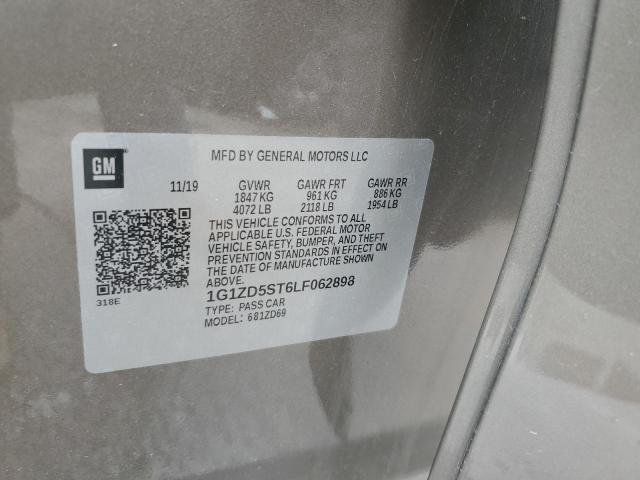 GM
MFD BY GENERAL MOTORS LLC
11/19 GVWR GAWR FRT GAWR RR
1847 KG 961 KG 886 KG
4072 LB 2118 LB 1954 LB
THIS VEHICLE CONFORMS TO ALL
APPLICABLE U.S. FEDERAL MOTOR
VEHICLE SAFETY, BUMPER, AND THEFT
PREVENTION STANDARDS IN EFFECT ON
THE DATE OF MANUFACTURE SHOWN
ABOVE.
318E
1G1ZD5ST6LF062898
TYPE: PASS CAR
MODEL: 681ZD69